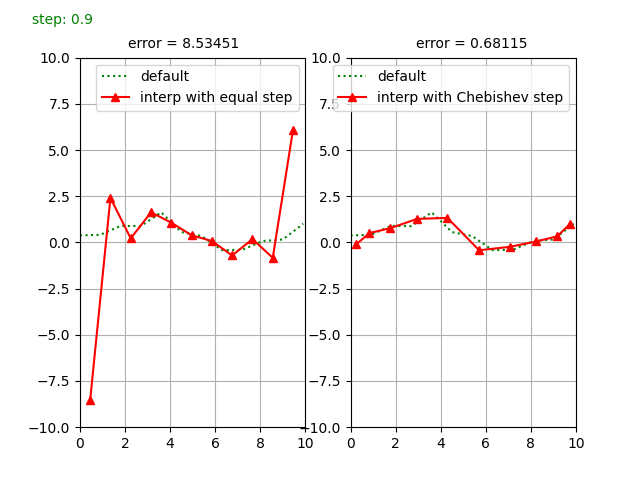 step: 0.9
error = 8.53451
error = 0.68115
default
interp with equal step
default
interp with Chebishev step
10.0
7.5
5.0
2.5
0.0
−2.5
−5.0
−7.5
−10.0
0 2 4 6 8 10
10.0
7.5
5.0
2.5
0.0
−2.5
−5.0
−7.5
−10.0
0 2 4 6 8 10